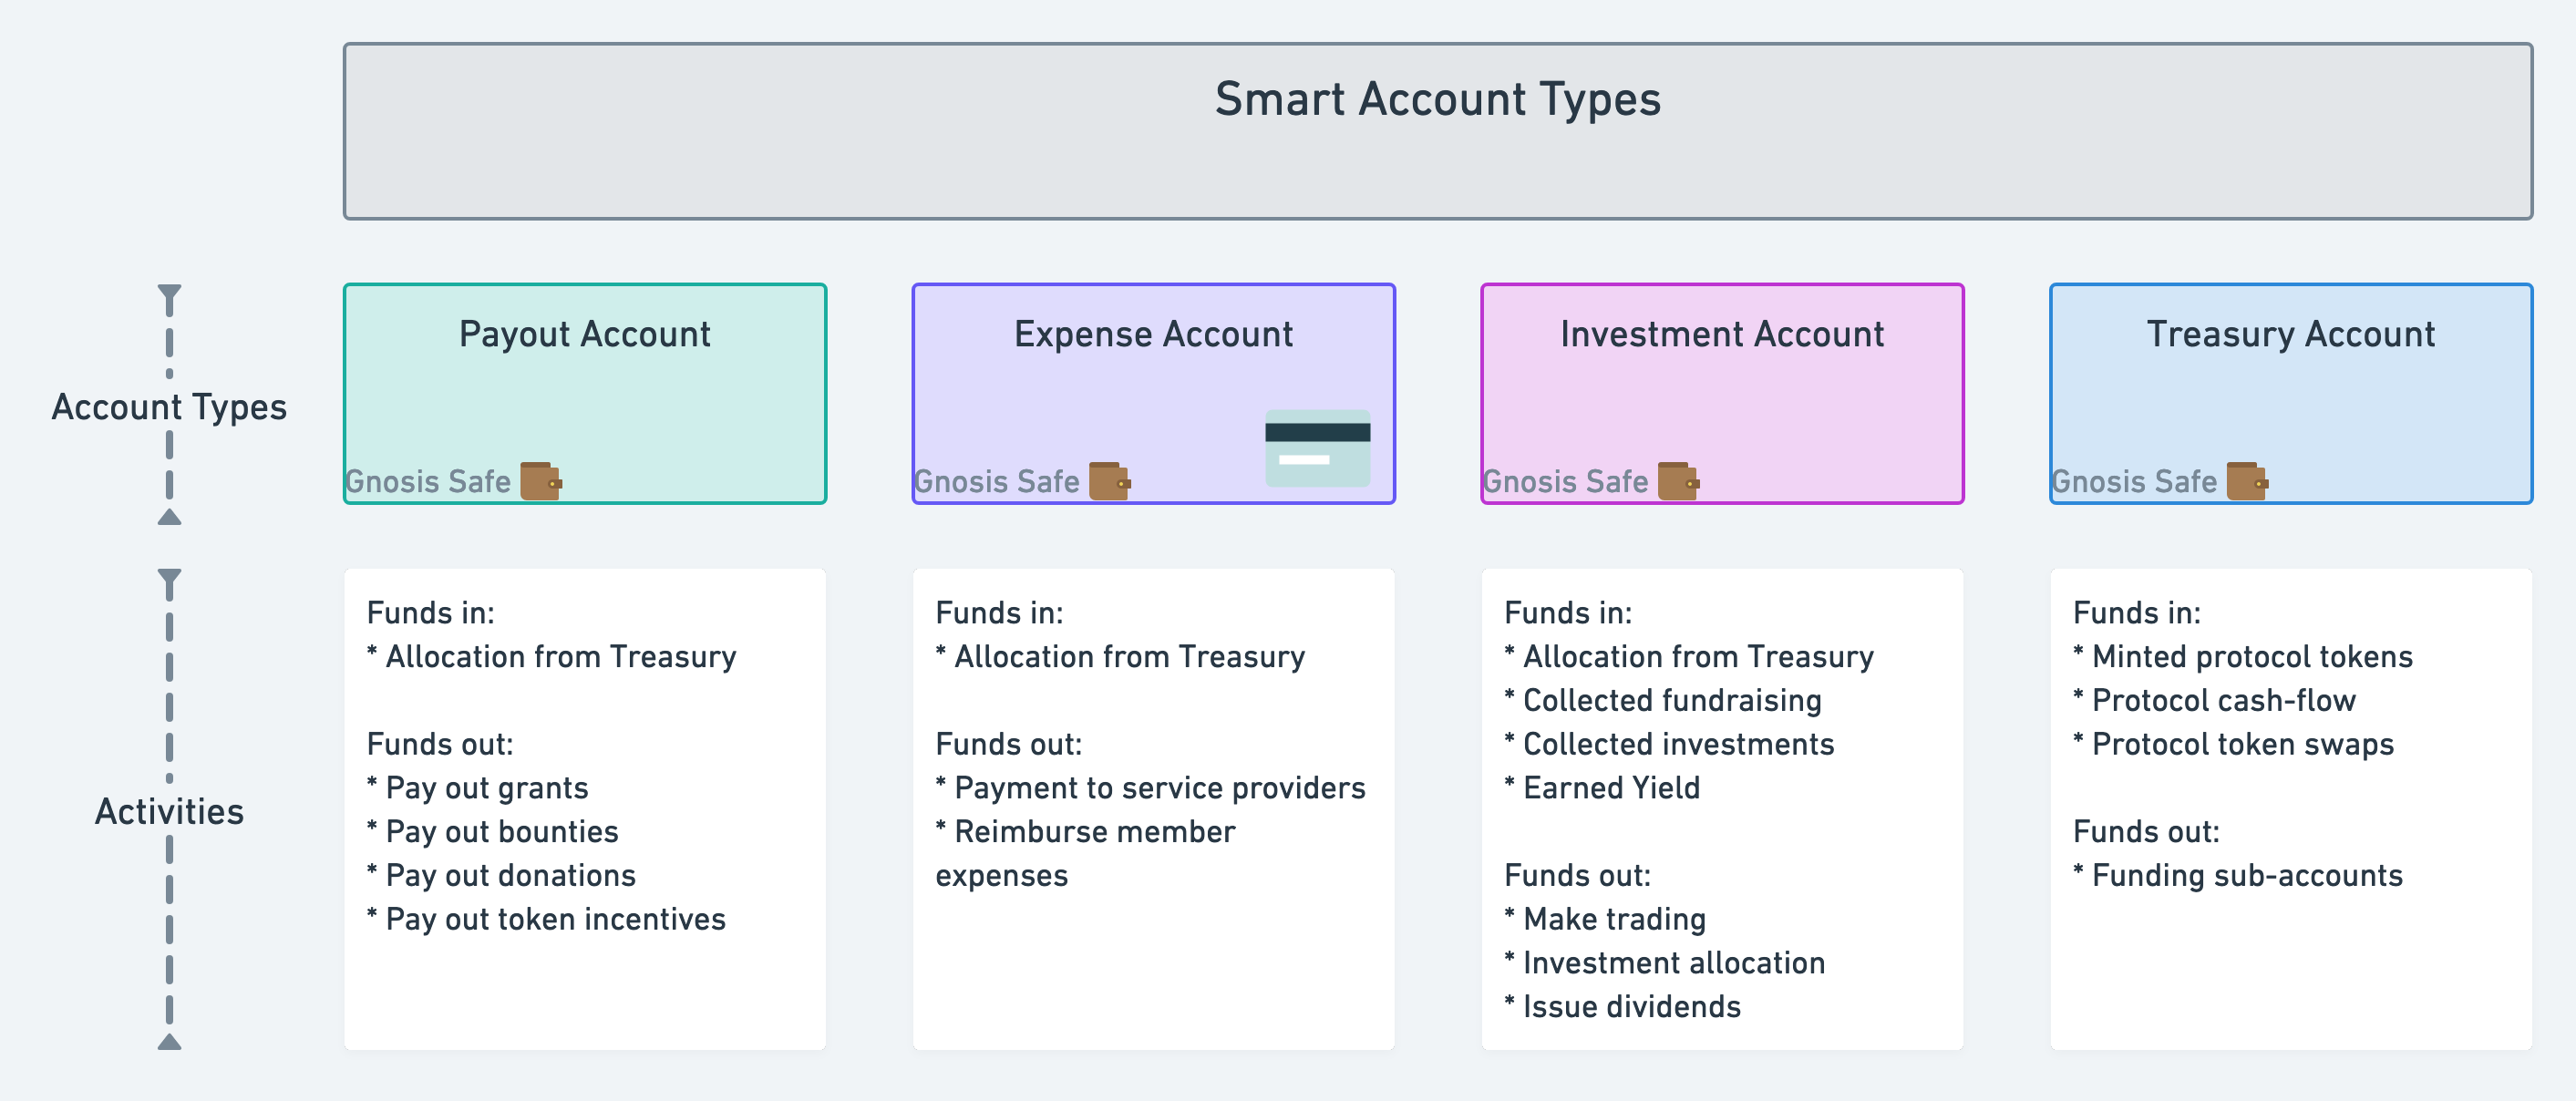 Smart Account Types
Account Types
Payout Account
Gnosis Safe
Expense Account
Gnosis Safe
Investment Account
Gnosis Safe
Treasury Account
Gnosis Safe
Activities
Funds in:
* Allocation from Treasury
Funds out:
* Pay out grants
* Pay out bounties
* Pay out donations
* Pay out token incentives
Funds in:
* Allocation from Treasury
Funds out:
* Payment to service providers
* Reimburse member
expenses
Funds in:
* Allocation from Treasury
* Collected fundraising
* Collected investments
* Earned Yield
Funds out:
* Make trading
* Investment allocation
* Issue dividends
Funds in:
* Minted protocol tokens
* Protocol cash-flow
* Protocol token swaps
Funds out:
* Funding sub-accounts